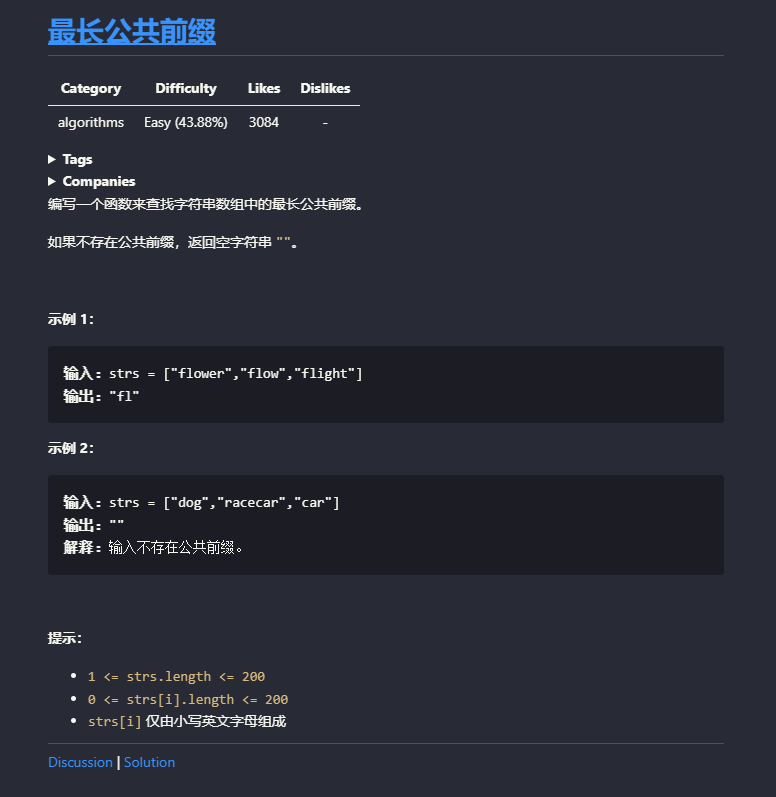 最长公共前缀
Category Difficulty Likes Dislikes
algorithms Easy (43.88%) 3084 -
Tags
Companies
编写一个函数来查找字符串数组中的最长公共前缀。
如果不存在公共前缀，返回空字符串 ""。
示例 1：
输入：strs = ["flower","flow","flight"]
输出："fl"
示例 2：
输入：strs = ["dog","racecar","car"]
输出：""
解释：输入不存在公共前缀。
提示：
1 <= strs.length <= 200
0 <= strs[i].length <= 200
strs[i] 仅由小写英文字母组成
Discussion | Solution